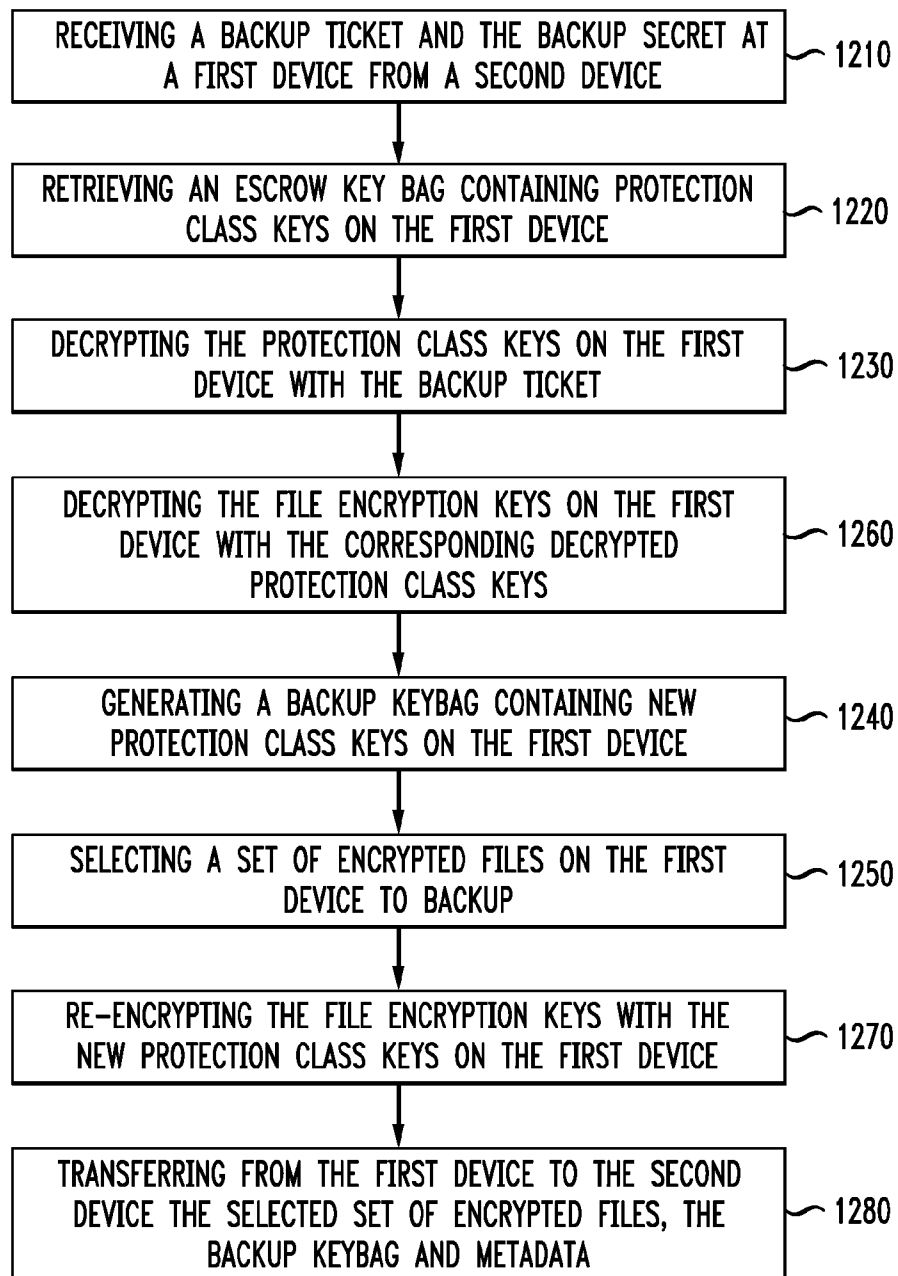 RECEIVING A BACKUP TICKET AND THE BACKUP SECRET AT
A FIRST DEVICE FROM A SECOND DEVICE
1210
RETRIEVING AN ESCROW KEY BAG CONTAINING PROTECTION
CLASS KEYS ON THE FIRST DEVICE
1220
DECRYPTING THE PROTECTION CLASS KEYS ON THE FIRST
DEVICE WITH THE BACKUP TICKET
1230
DECRYPTING THE FILE ENCRYPTION KEYS ON THE FIRST
DEVICE WITH THE CORRESPONDING DECRYPTED
PROTECTION CLASS KEYS
1260
GENERATING A BACKUP KEYBAG CONTAINING NEW
PROTECTION CLASS KEYS ON THE FIRST DEVICE
1240
SELECTING A SET OF ENCRYPTED FILES ON THE FIRST
DEVICE TO BACKUP
1250
RE-ENCRYPTING THE FILE ENCRYPTION KEYS WITH THE
NEW PROTECTION CLASS KEYS ON THE FIRST DEVICE
1270
TRANSFERRING FROM THE FIRST DEVICE TO THE SECOND
DEVICE THE SELECTED SET OF ENCRYPTED FILES, THE
BACKUP KEYBAG AND METADATA
1280